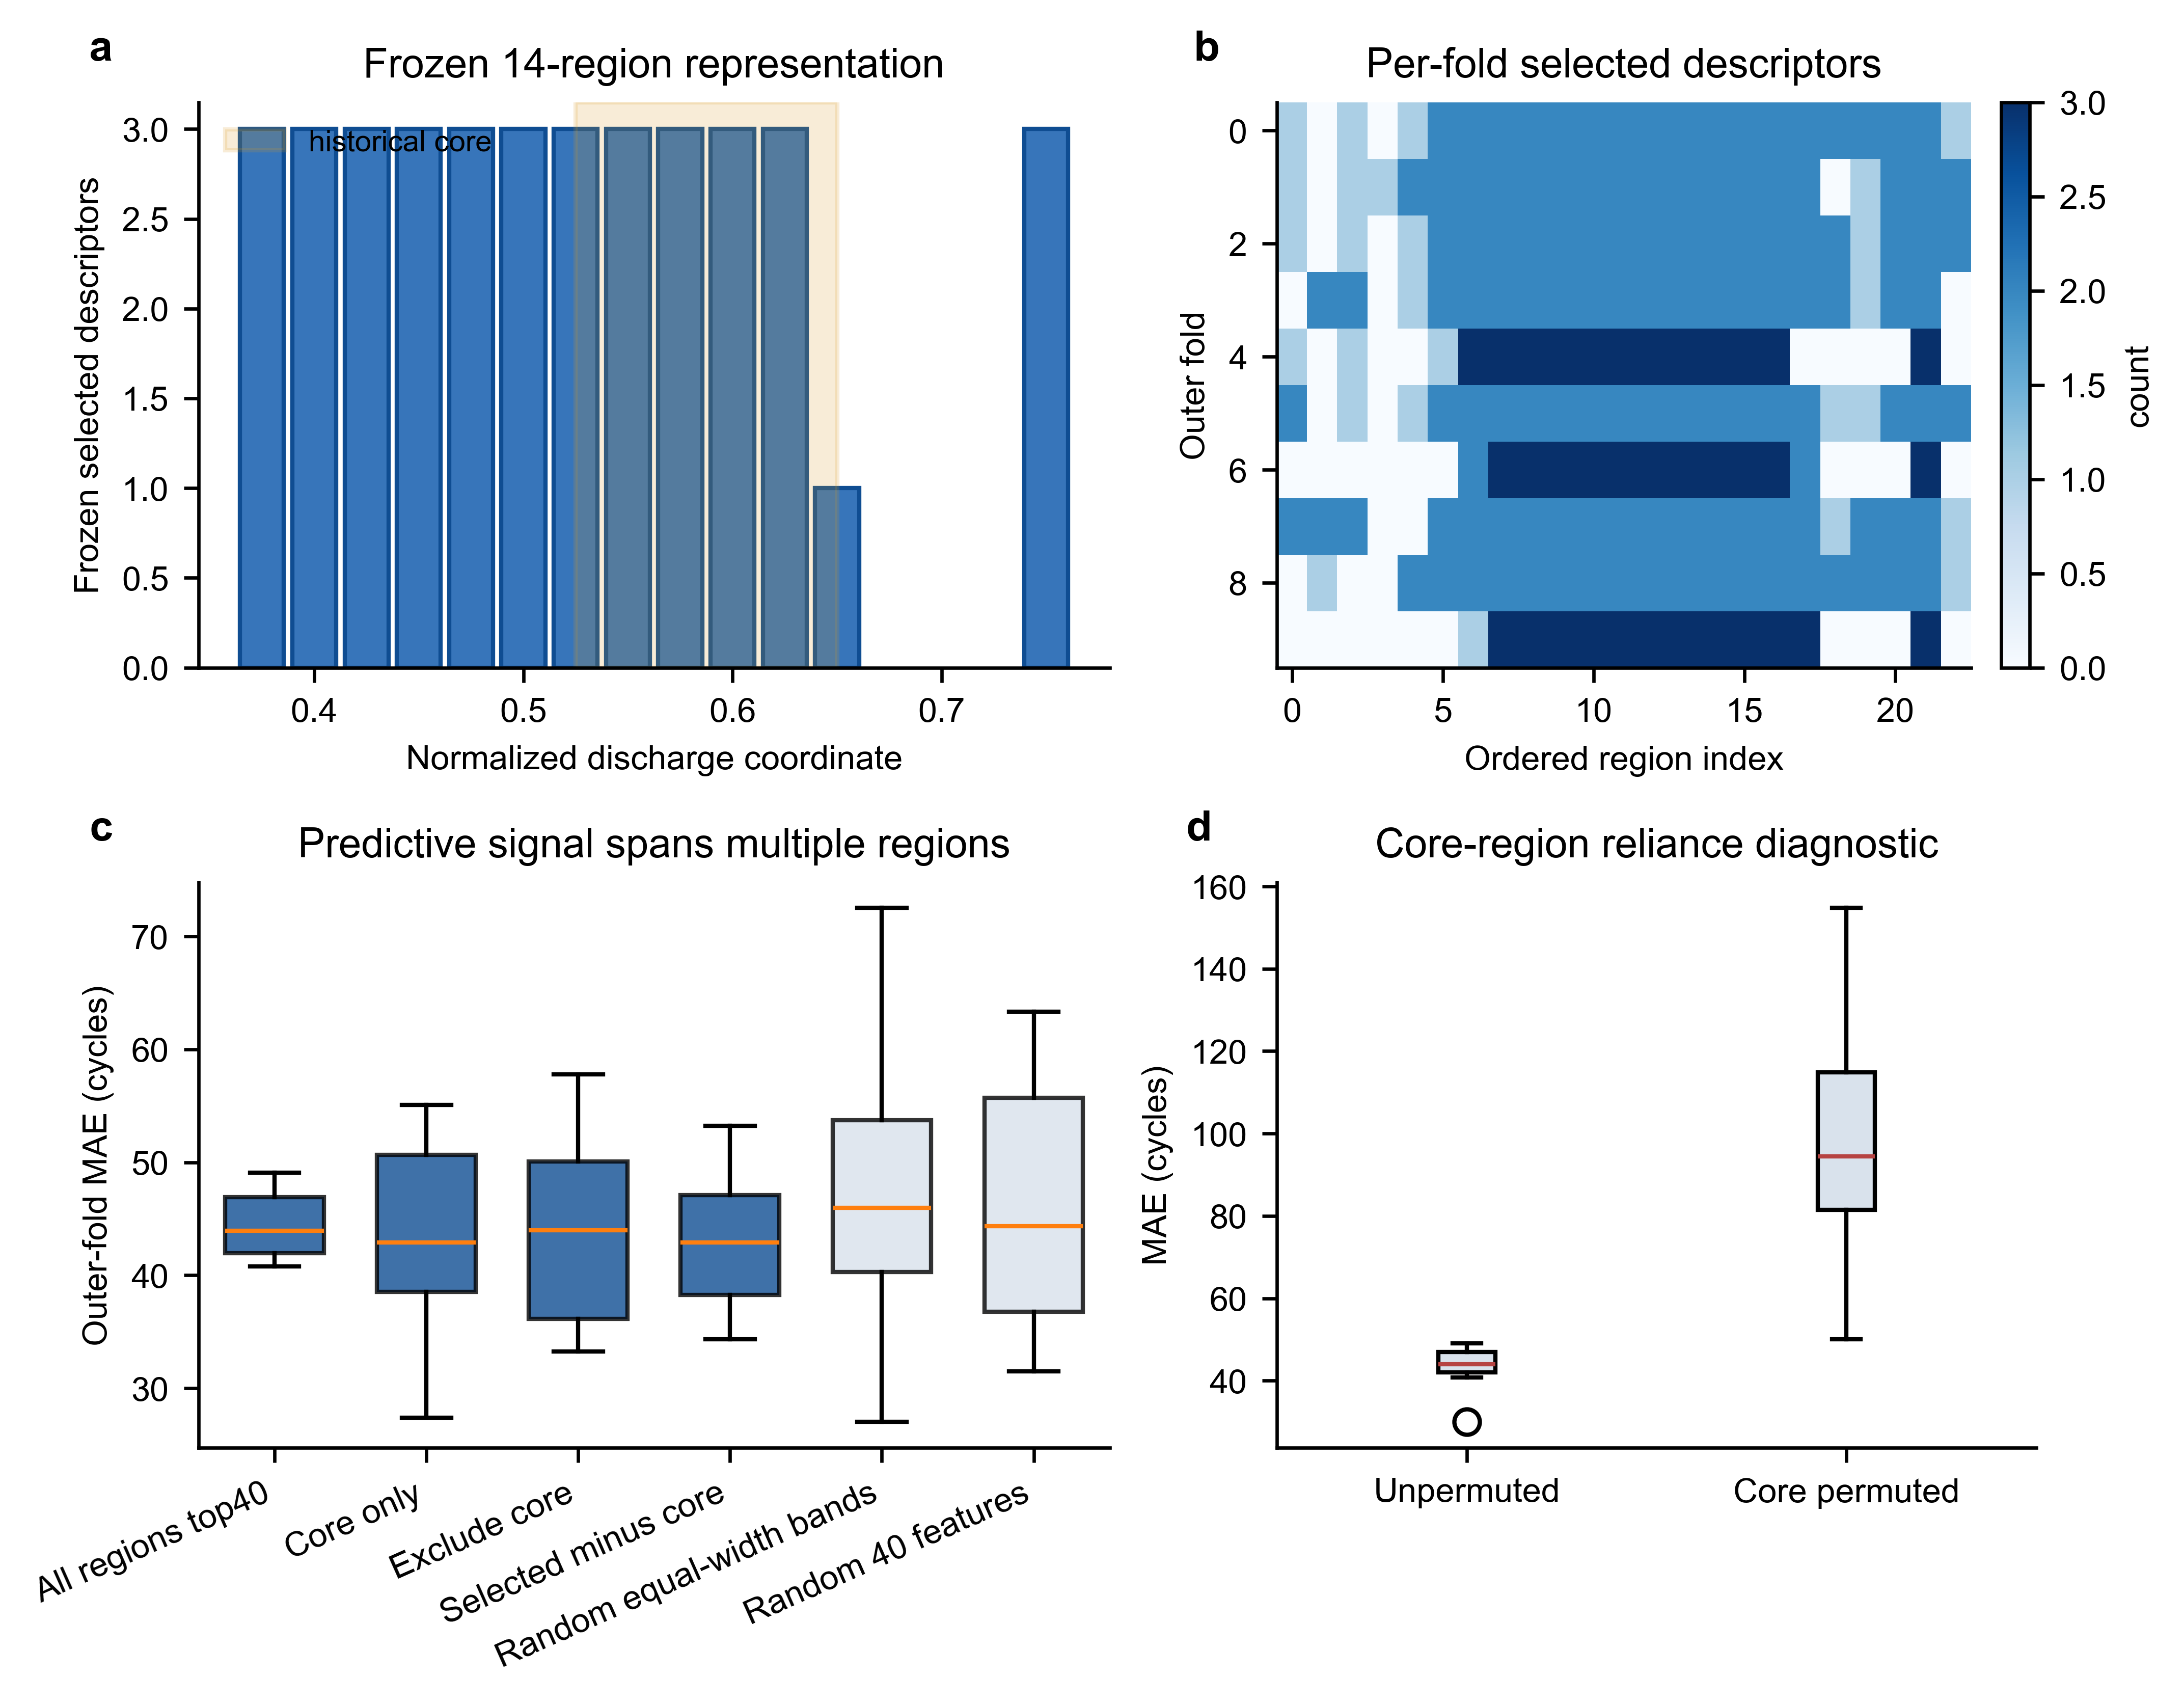 a
Frozen 14-region representation
historical core
Frozen selected descriptors
3.0
2.5
2.0
1.5
1.0
0.5
0.0
0.4
0.5
0.6
0.7
Normalized discharge coordinate
b
Per-fold selected descriptors
Outer fold
0
2
4
6
8
0
5
10
15
20
Ordered region index
3.0
2.5
2.0
1.5
1.0
0.5
0.0
count
c
Predictive signal spans multiple regions
Outer-fold MAE (cycles)
70
60
50
40
30
All regions top40
Core only
Exclude core
Selected minus core
Random equal-width bands
Random 40 features
d
Core-region reliance diagnostic
MAE (cycles)
160
140
120
100
80
60
40
Unpermuted
Core permuted